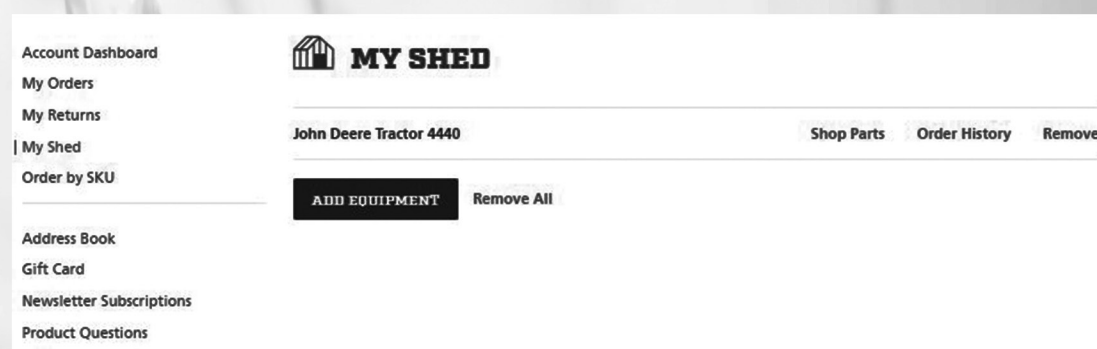 Account Dashboard
My Orders
My Returns
My Shed
Order by SKU
Address Book
Gift Card
Newsletter Subscriptions
Product Questions
MY SHED
John Deere Tractor 4440 Shop Parts Order History Remove
ADD EQUIPMENT Remove All